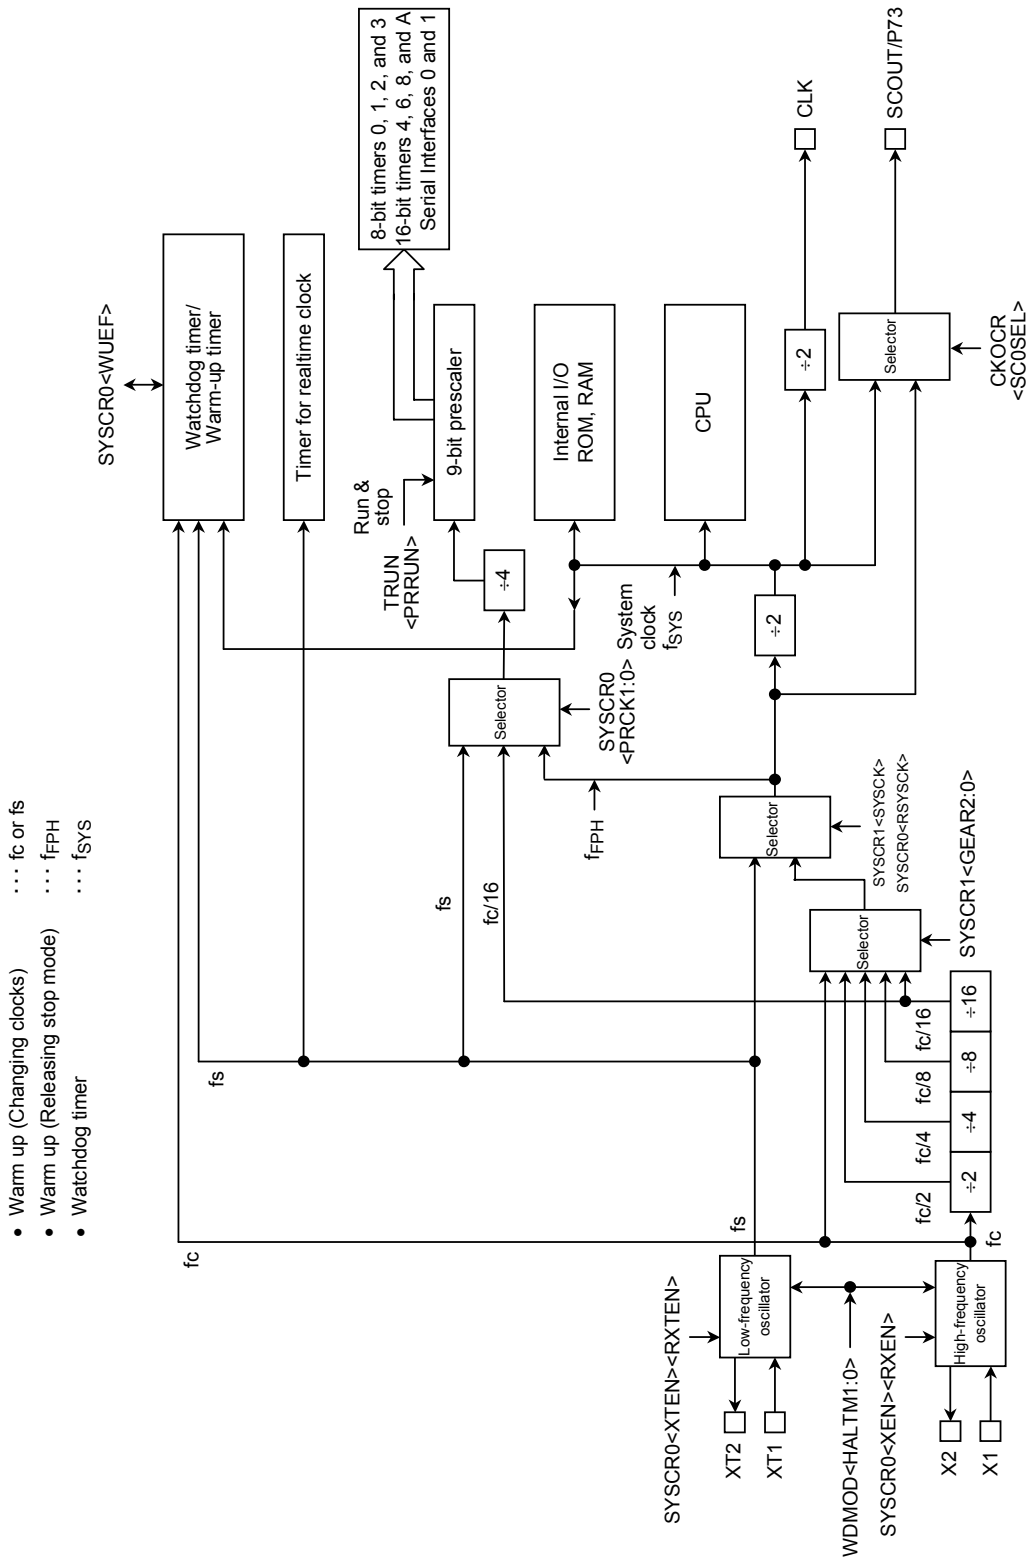 • Warm up (Changing clocks) ··· fc or fs
• Warm up (Releasing stop mode) ··· fFPH
• Watchdog timer ··· fSYS
SYSCR0<WUEF>
fc
fs
Watchdog timer/
Warm-up timer
Timer for realtime clock
8-bit timers 0, 1, 2, and 3
16-bit timers 4, 6, 8, and A
Serial Interfaces 0 and 1
Run &
stop
TRUN
<PRRUN>
9-bit prescaler
÷4
fs
fc/16
Selector
SYSCR0
<PRCK1:0>
Internal I/O
ROM, RAM
System
clock
fSYS
fFPH
CPU
SYSCR0<XTEN><RXTEN>
XT2
XT1
Low-frequency
oscillator
fs
Selector
÷2
÷2
CLK
SYSCR1<SYSCK>
SYSCR0<RSYSCK>
WDMOD<HALTM1:0>
SYSCR0<XEN><RXEN>
X2
X1
High-frequency
oscillator
fc
fc/2
fc/4
fc/8
fc/16
÷2
÷4
÷8
÷16
Selector
SYSCR1<GEAR2:0>
Selector
SCOUT/P73
CKOCR
<SC0SEL>